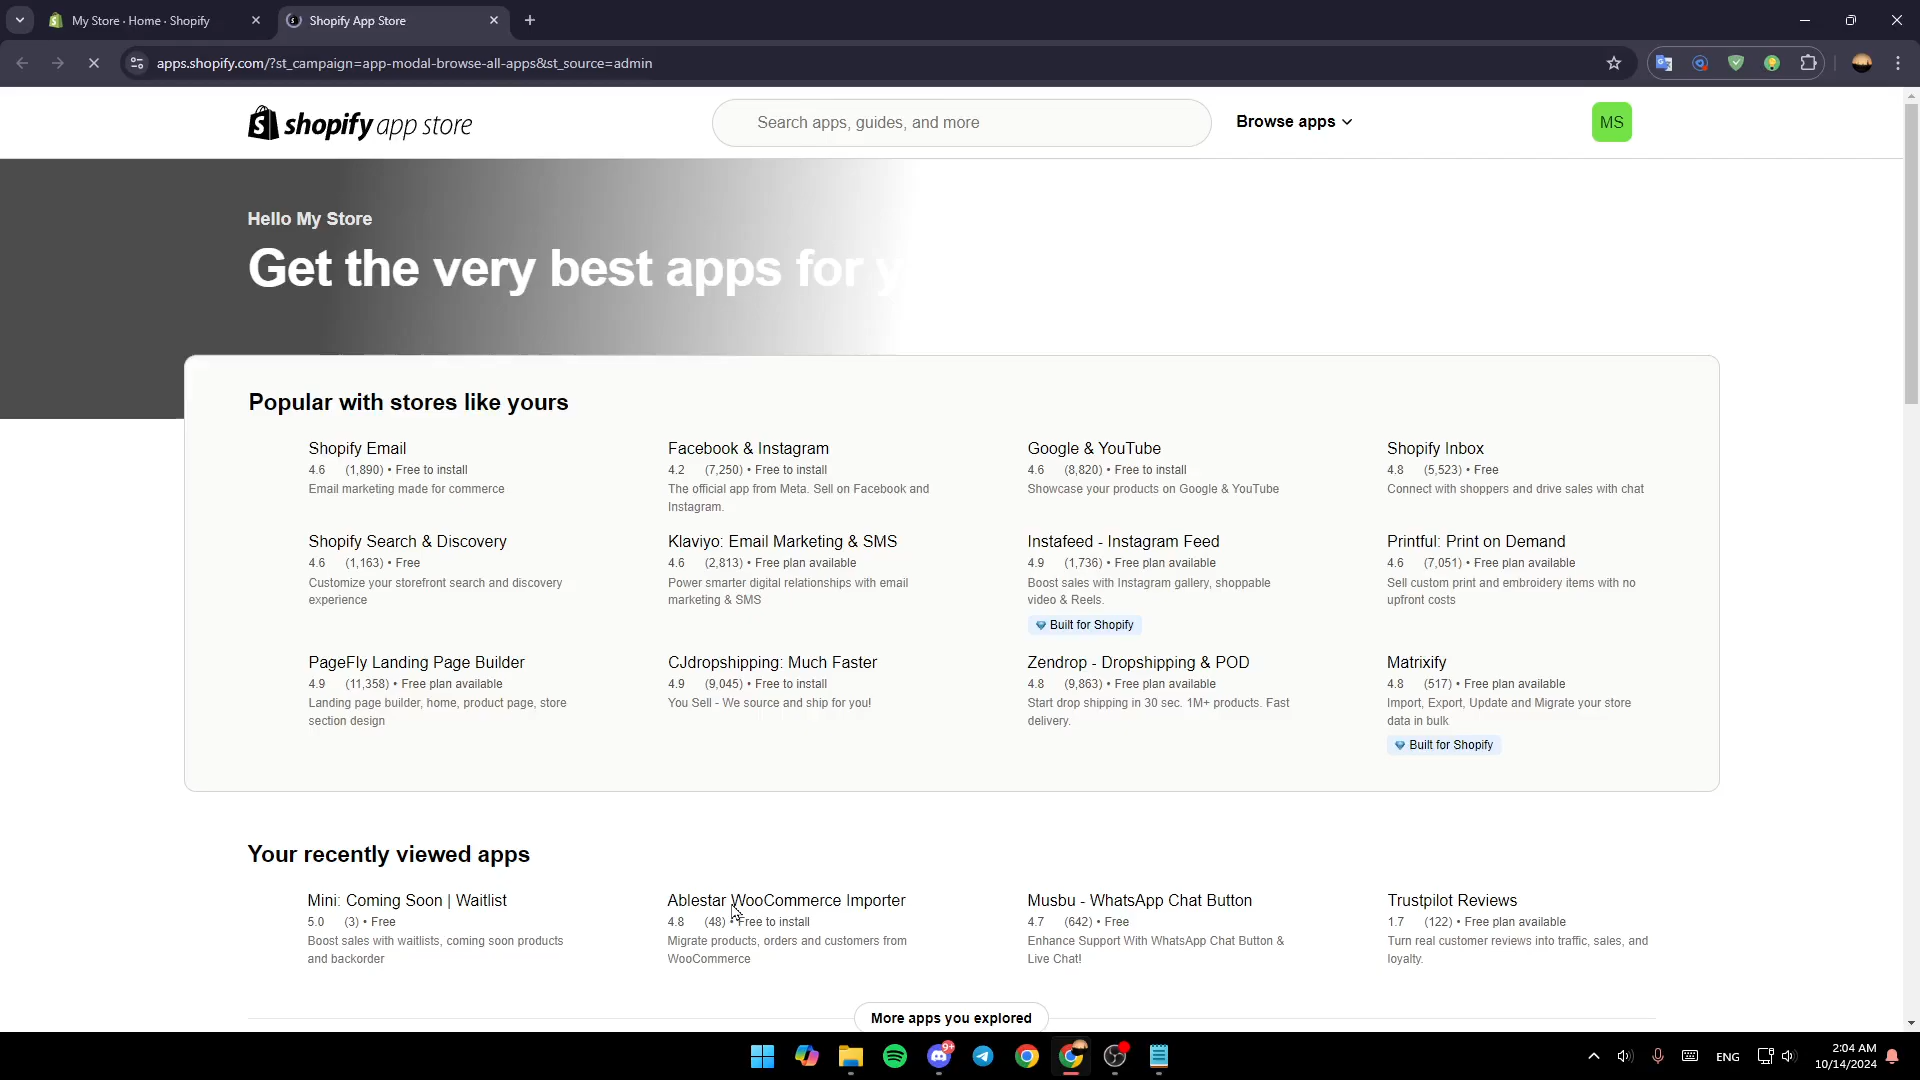 My Store · Home · Shopify
Shopify App Store
apps.shopify.com/?st_campaign=app-modal-browse-all-apps&st_source=admin
shopify app store
Search apps, guides, and more
Browse apps
MS
Hello My Store
Get the very best apps for y
Popular with stores like yours
Shopify Email
4.6 (1,890) • Free to install
Email marketing made for commerce
Facebook & Instagram
4.2 (7,250) • Free to install
The official app from Meta. Sell on Facebook and
Instagram.
Google & YouTube
4.6 (8,820) • Free to install
Showcase your products on Google & YouTube
Shopify Inbox
4.8 (5,523) • Free
Connect with shoppers and drive sales with chat
Shopify Search & Discovery
4.6 (1,163) • Free
Customize your storefront search and discovery
experience
Klaviyo: Email Marketing & SMS
4.6 (2,813) • Free plan available
Power smarter digital relationships with email
marketing & SMS
Instafeed - Instagram Feed
4.9 (1,736) • Free plan available
Boost sales with Instagram gallery, shoppable
video & Reels.
Built for Shopify
Printful: Print on Demand
4.6 (7,051) • Free plan available
Sell custom print and embroidery items with no
upfront costs
PageFly Landing Page Builder
4.9 (11,358) • Free plan available
Landing page builder, home, product page, store
section design
CJdropshipping: Much Faster
4.9 (9,045) • Free to install
You Sell - We source and ship for you!
Zendrop - Dropshipping & POD
4.8 (9,863) • Free plan available
Start drop shipping in 30 sec. 1M+ products. Fast
delivery.
Matrixify
4.8 (517) • Free plan available
Import, Export, Update and Migrate your store
data in bulk
Built for Shopify
Your recently viewed apps
Mini: Coming Soon | Waitlist
5.0 (3) • Free
Boost sales with waitlists, coming soon products
and backorder
Ablestar WooCommerce Importer
4.8 (48) • Free to install
Migrate products, orders and customers from
WooCommerce
Musbu - WhatsApp Chat Button
4.7 (642) • Free
Enhance Support With WhatsApp Chat Button &
Live Chat!
Trustpilot Reviews
1.7 (122) • Free plan available
Turn real customer reviews into traffic, sales, and
loyalty.
More apps you explored
9+
ENG
2:04 AM
10/14/2024